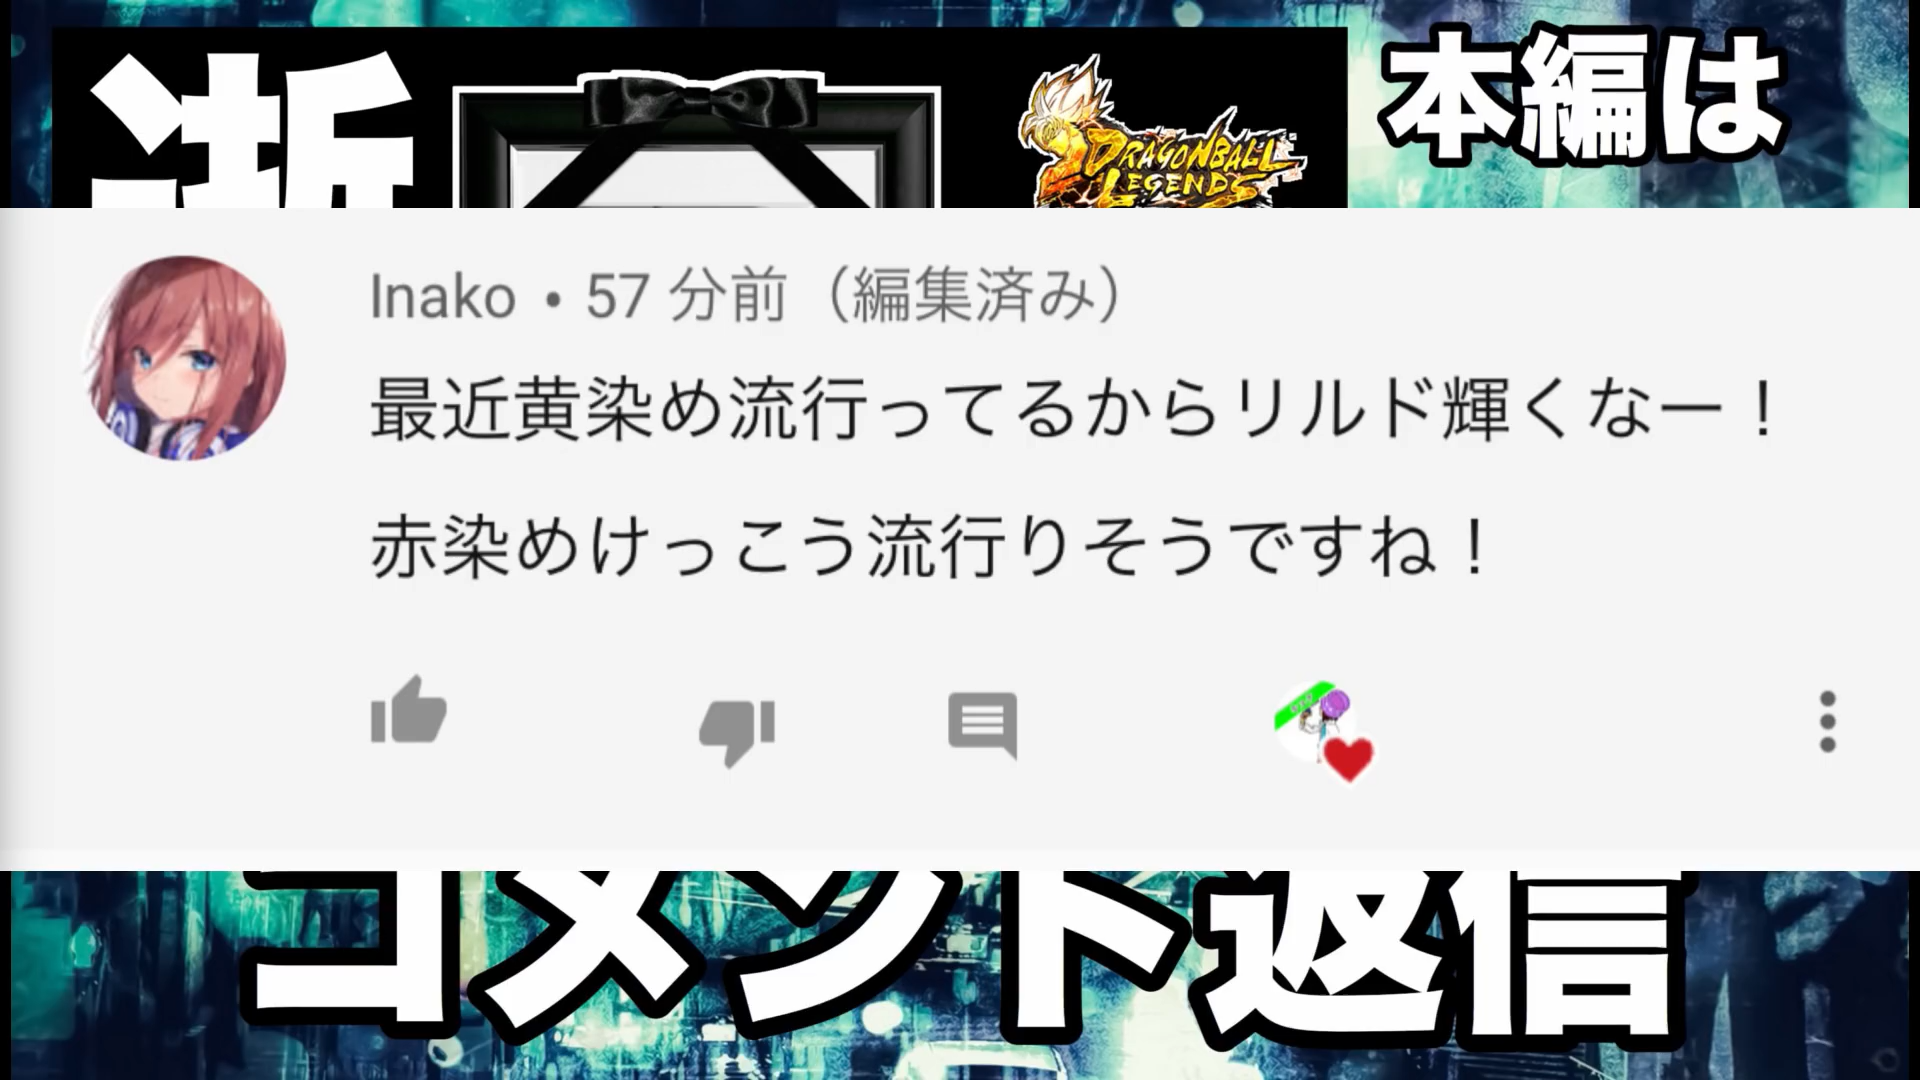 本編は
DRAGONBALL
LEGENDS
Inako • 57 分前（編集済み）
最近黄染め流行ってるからリルド輝くなー！
赤染めけっこう流行りそうですね！
コメント返信